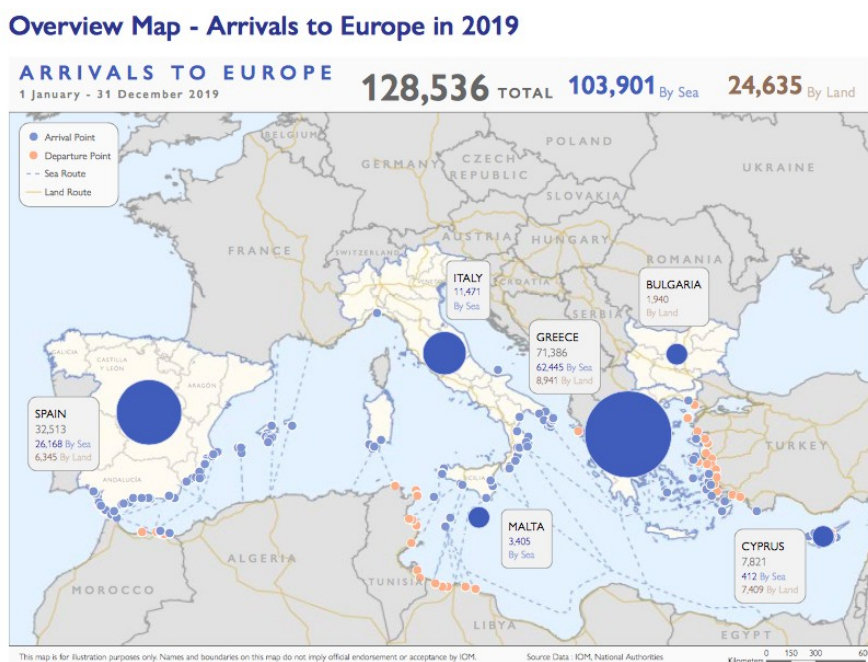 Overview Map - Arrivals to Europe in 2019
ARRIVALS TO EUROPE
1 January - 31 December 2019
128,536 TOTAL
103,901 By Sea
24,635 By Land
Arrival Point
Departure Point
Sea Route
Land Route
BELGIUM
GERMANY
POLAND
CZECH
REPUBLIC
UKRAINE
SLOVAKIA
FRANCE
SWITZERLAND
AUSTRIA
HUNGARY
ROMANIA
CROATIA
SERBIA
ITALY
11,471
By Sea
BULGARIA
1,940
By Land
GREECE
71,386
62,445 By Sea
8,941 By Land
GALICIA
CASTILLA
Y LEÓN
ARAGÓN
SPAIN
32,513
26,168 By Sea
6,345 By Land
ANDALUCÍA
SICILIA
TURKEY
MALTA
3,405
By Sea
CYPRUS
7,821
412 By Sea
7,409 By Land
MOROCCO
ALGERIA
TUNISIA
LIBYA
EGYPT
This map is for illustration purposes only. Names and boundaries on this map do not imply official endorsement or acceptance by IOM.
Source Data : IOM, National Authorities
0 150 300
Kilometers